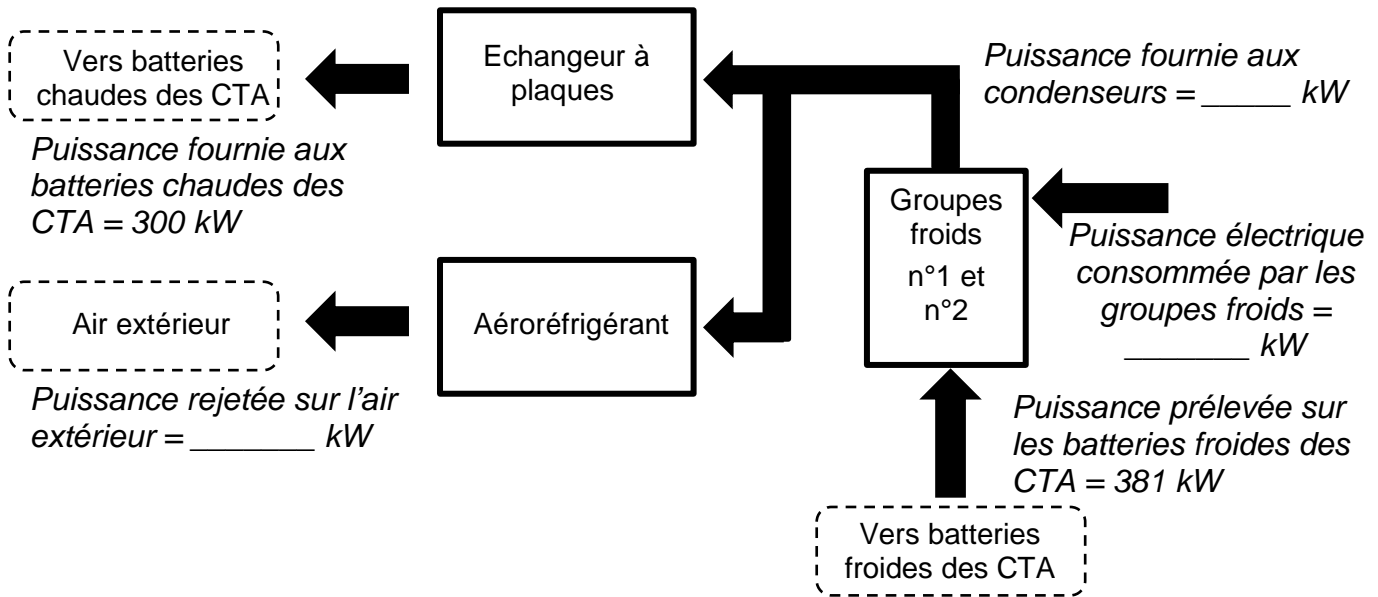 Vers batteries
chaudes des CTA
Puissance fournie aux
batteries chaudes des
CTA = 300 kW
Echangeur à
plaques
Puissance fournie aux
condenseurs = _____ kW
Groupes
froids
n°1 et
n°2
Puissance électrique
consommée par les
groupes froids =
_______ kW
Air extérieur
Puissance rejetée sur l’air
extérieur = _______ kW
Aéroréfrigérant
Puissance prélevée sur
les batteries froides des
CTA = 381 kW
Vers batteries
froides des CTA